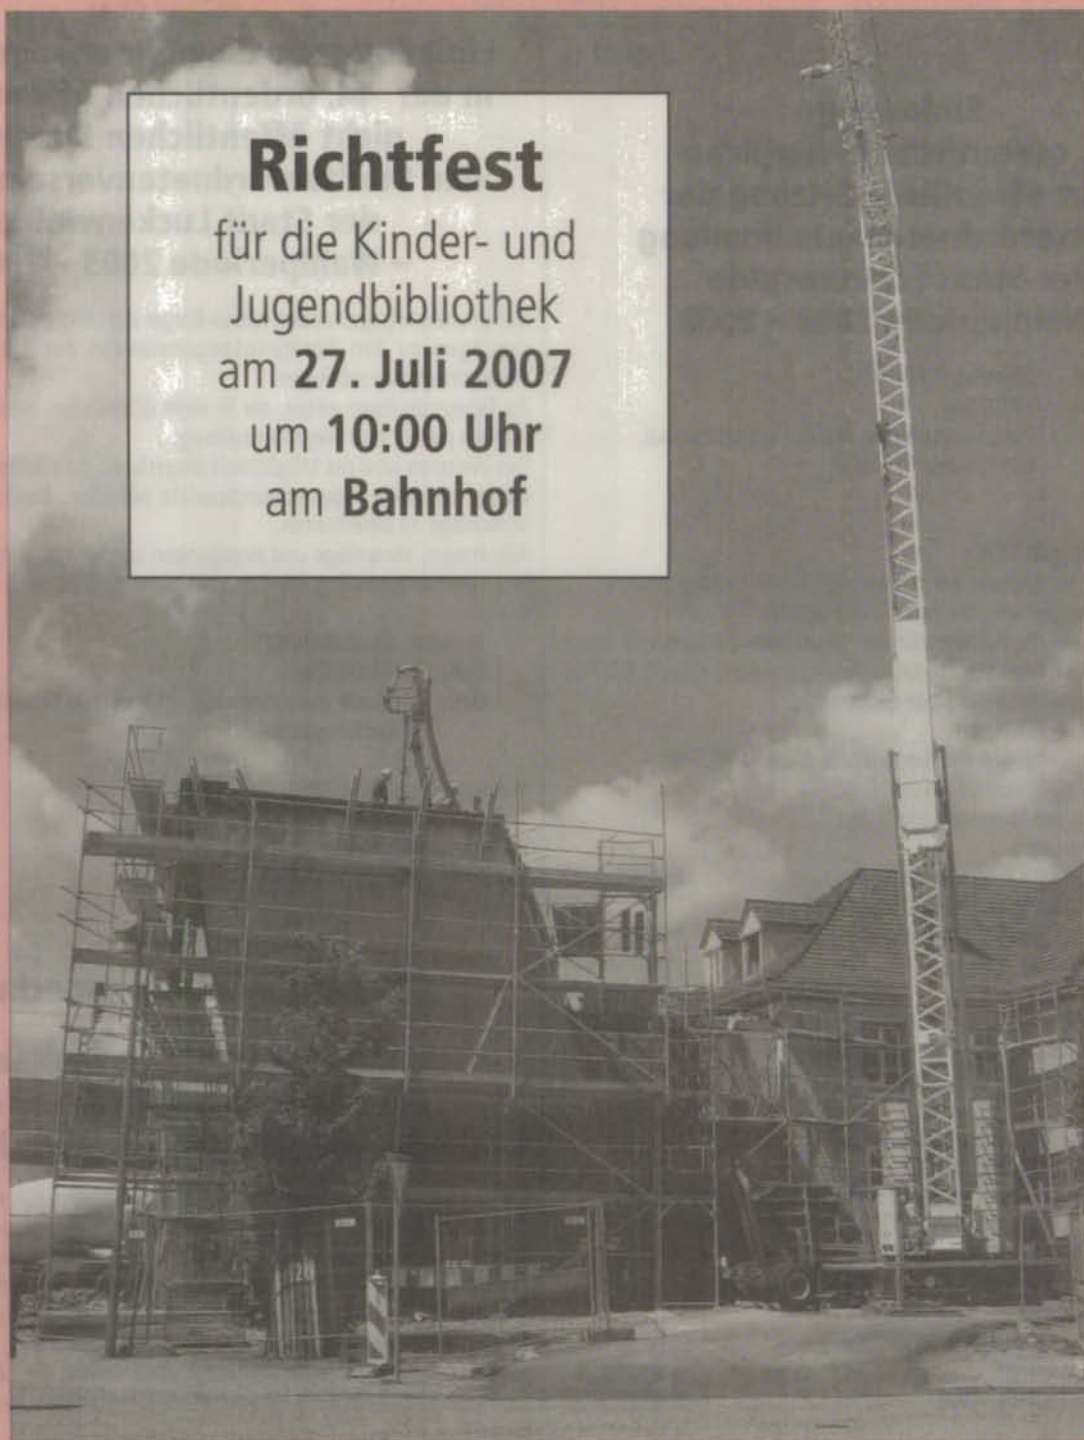 Richtfest
für die Kinder- und
Jugendbibliothek
am 27. Juli 2007
um 10:00 Uhr
am Bahnhof